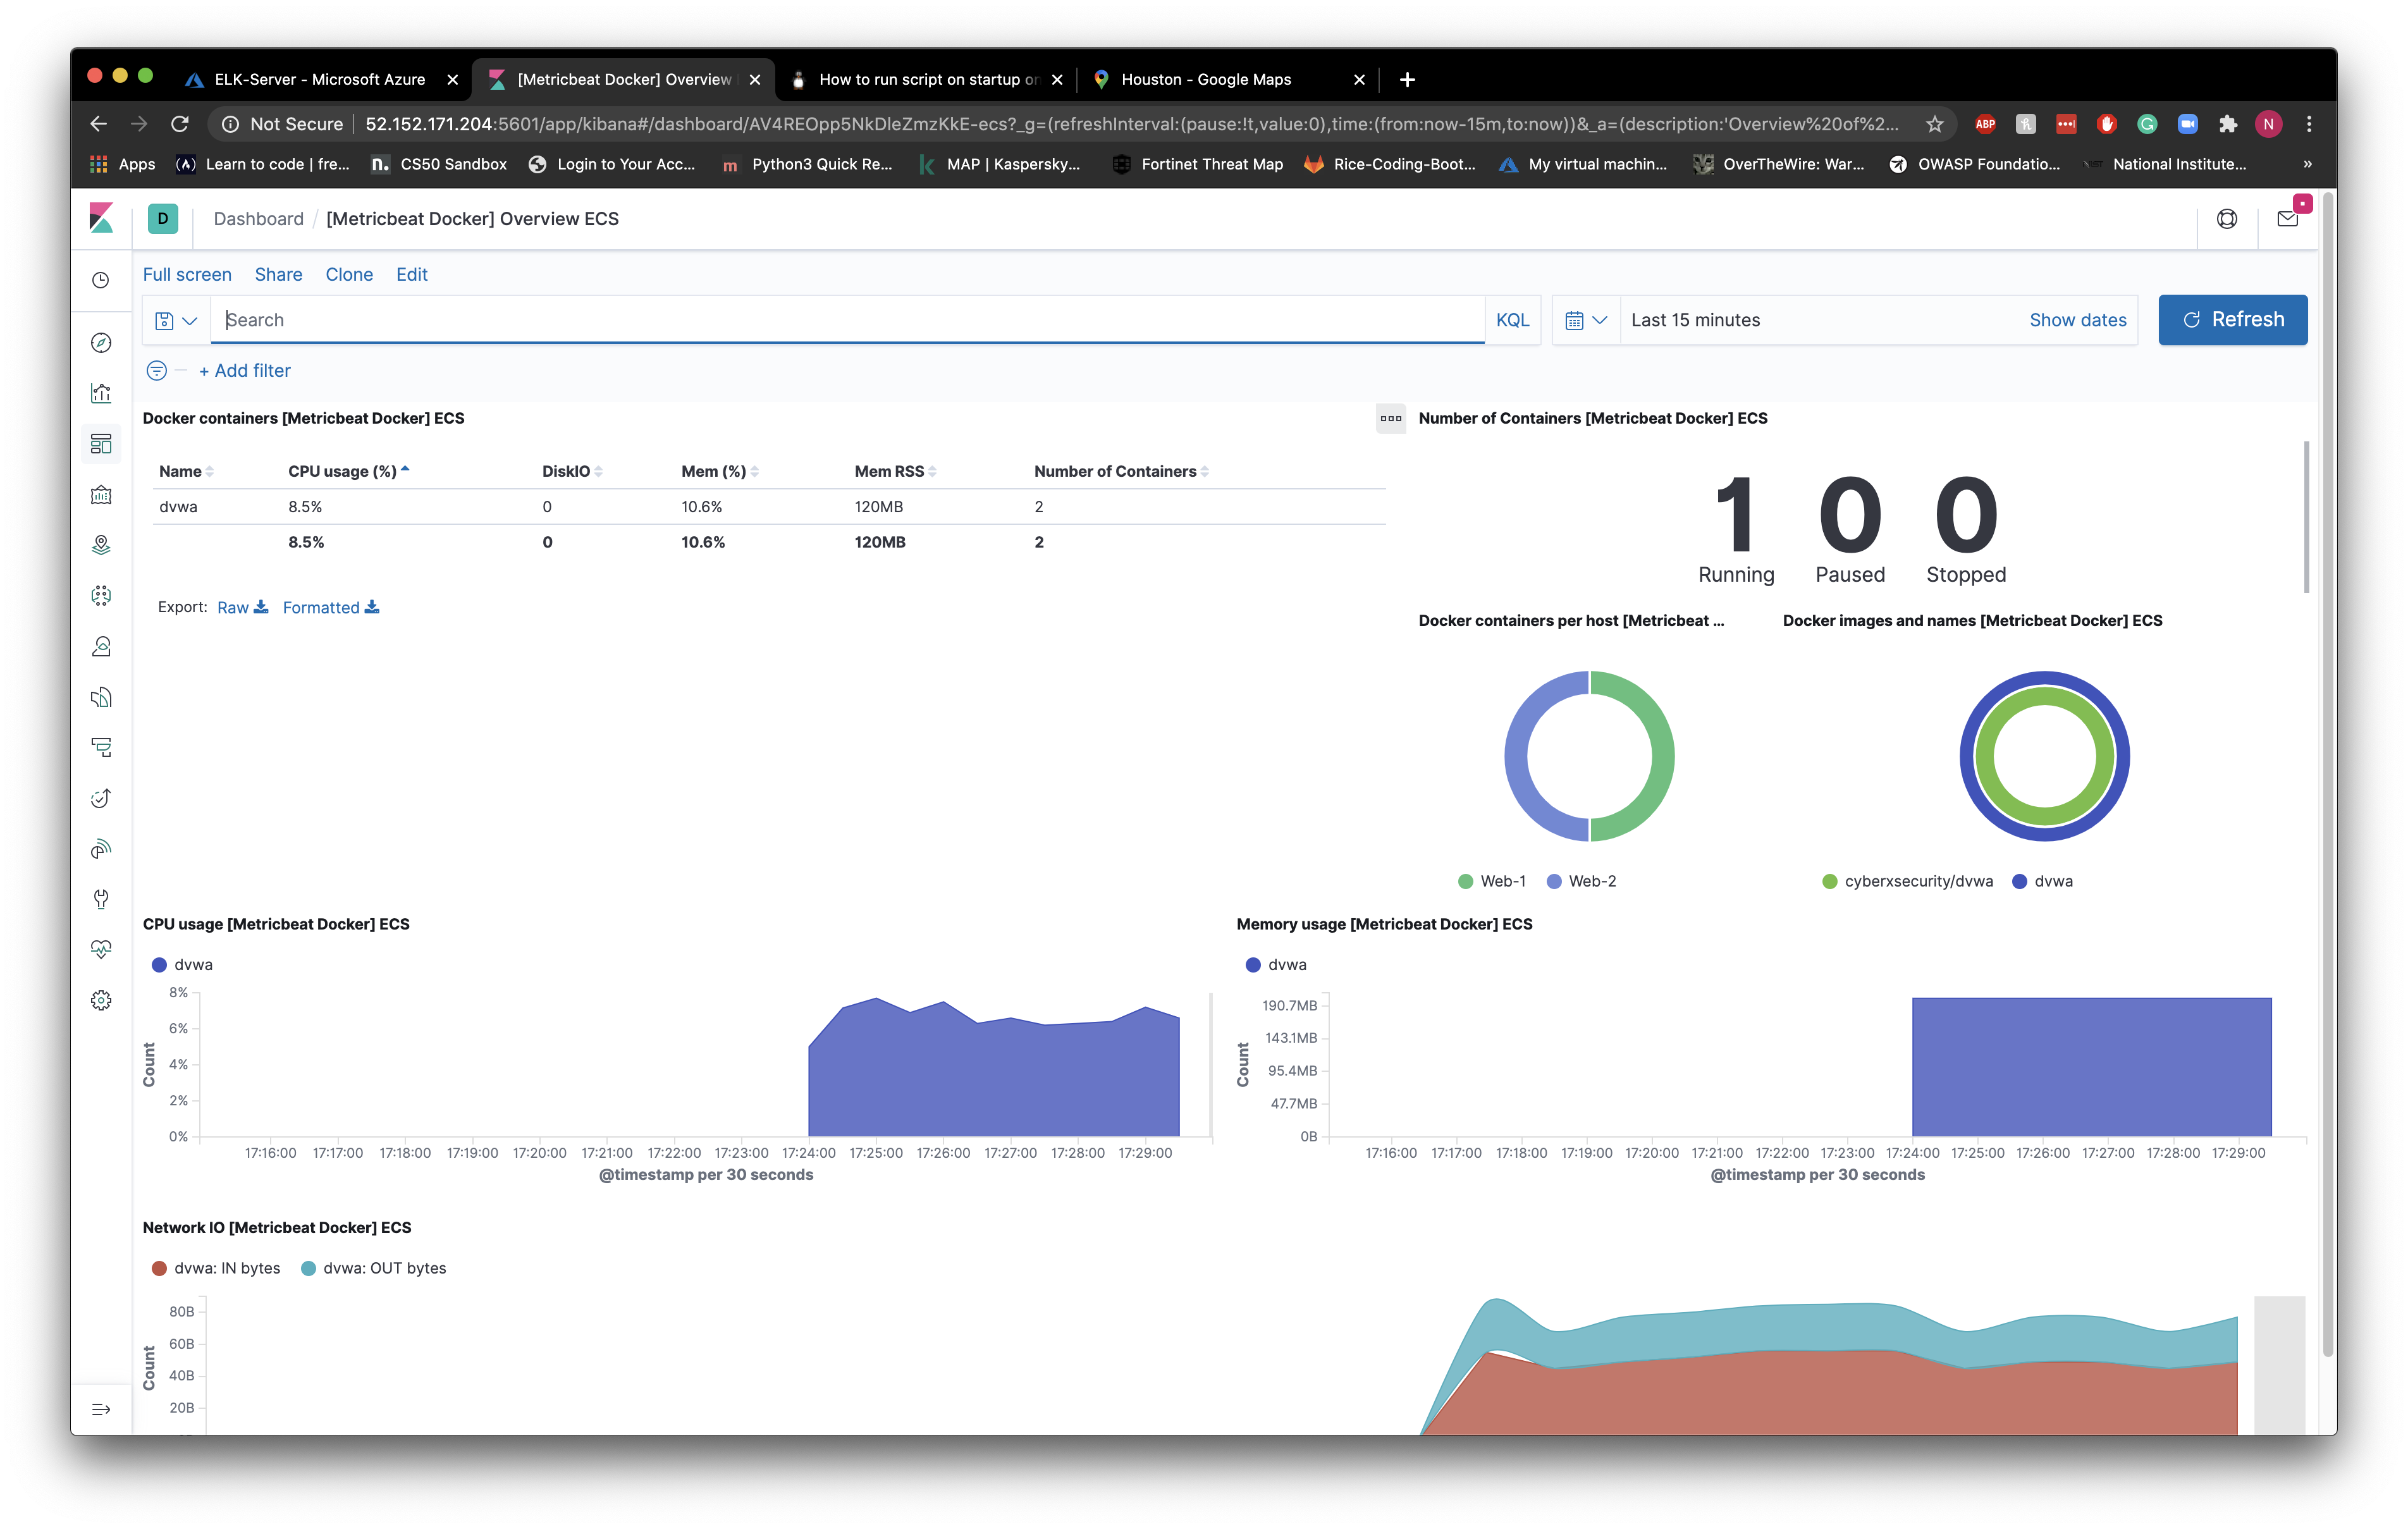 ELK-Server - Microsoft Azure
[Metricbeat Docker] Overview
How to run script on startup on
Houston - Google Maps
Not Secure
52.152.171.204:5601/app/kibana#/dashboard/AV4REOpp5NkDleZmzKkE-ecs?_g=(refreshInterval:(pause:!t,value:0),time:(from:now-15m,to:now))&_a=(description:'Overview%20of%2...
ABP
N
Apps
Learn to code | fre...
n. CS50 Sandbox
Login to Your Acc...
m Python3 Quick Re...
MAP | Kaspersky...
Fortinet Threat Map
Rice-Coding-Boot...
My virtual machin...
OverTheWire: War...
OWASP Foundatio...
National Institute...
»
D
Dashboard / [Metricbeat Docker] Overview ECS
Full screen Share Clone Edit
Search
KQL
Last 15 minutes
Show dates
Refresh
+ Add filter
Docker containers [Metricbeat Docker] ECS
Name CPU usage (%) DiskIO Mem (%) Mem RSS Number of Containers
dvwa 8.5% 0 10.6% 120MB 2
8.5% 0 10.6% 120MB 2
Export: Raw Formatted
Number of Containers [Metricbeat Docker] ECS
1 0 0
Running Paused Stopped
Docker containers per host [Metricbeat ...
Web-1 Web-2
Docker images and names [Metricbeat Docker] ECS
cyberxsecurity/dvwa dvwa
CPU usage [Metricbeat Docker] ECS
dvwa
8%
6%
4%
2%
0%
Count
17:16:00 17:17:00 17:18:00 17:19:00 17:20:00 17:21:00 17:22:00 17:23:00 17:24:00 17:25:00 17:26:00 17:27:00 17:28:00 17:29:00
@timestamp per 30 seconds
Memory usage [Metricbeat Docker] ECS
dvwa
190.7MB
143.1MB
95.4MB
47.7MB
0B
Count
17:16:00 17:17:00 17:18:00 17:19:00 17:20:00 17:21:00 17:22:00 17:23:00 17:24:00 17:25:00 17:26:00 17:27:00 17:28:00 17:29:00
@timestamp per 30 seconds
Network IO [Metricbeat Docker] ECS
dvwa: IN bytes dvwa: OUT bytes
80B
60B
40B
20B
Count